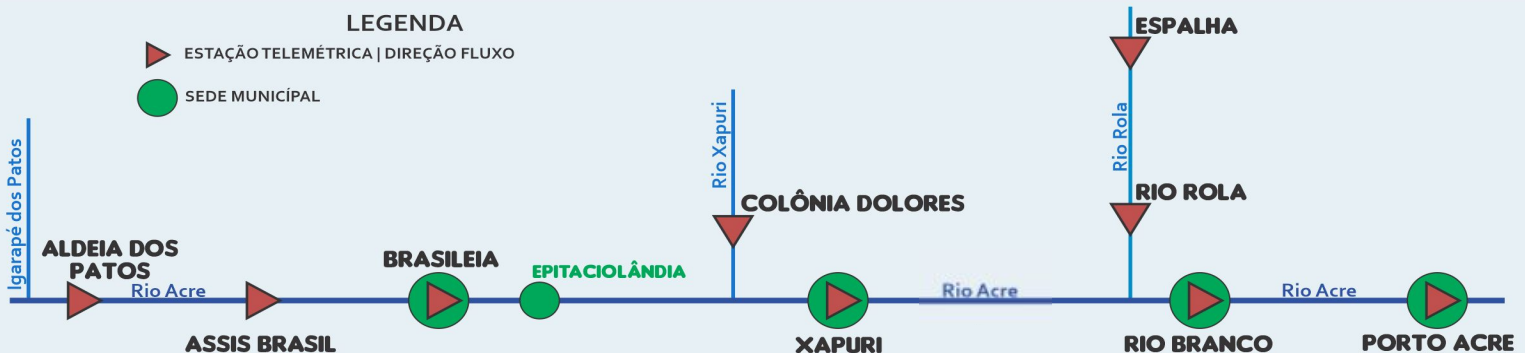 LEGENDA
ESTAÇÃO TELEMÉTRICA | DIREÇÃO FLUXO
SEDE MUNICÍPAL
Igarapé dos Patos
ALDEIA DOS
PATOS
Rio Acre
ASSIS BRASIL
BRASILEIA
EPITACIOLÂNDIA
Rio Xapuri
COLÔNIA DOLORES
XAPURI
Rio Acre
ESPALHA
Rio Rola
RIO ROLA
RIO BRANCO
Rio Acre
PORTO ACRE